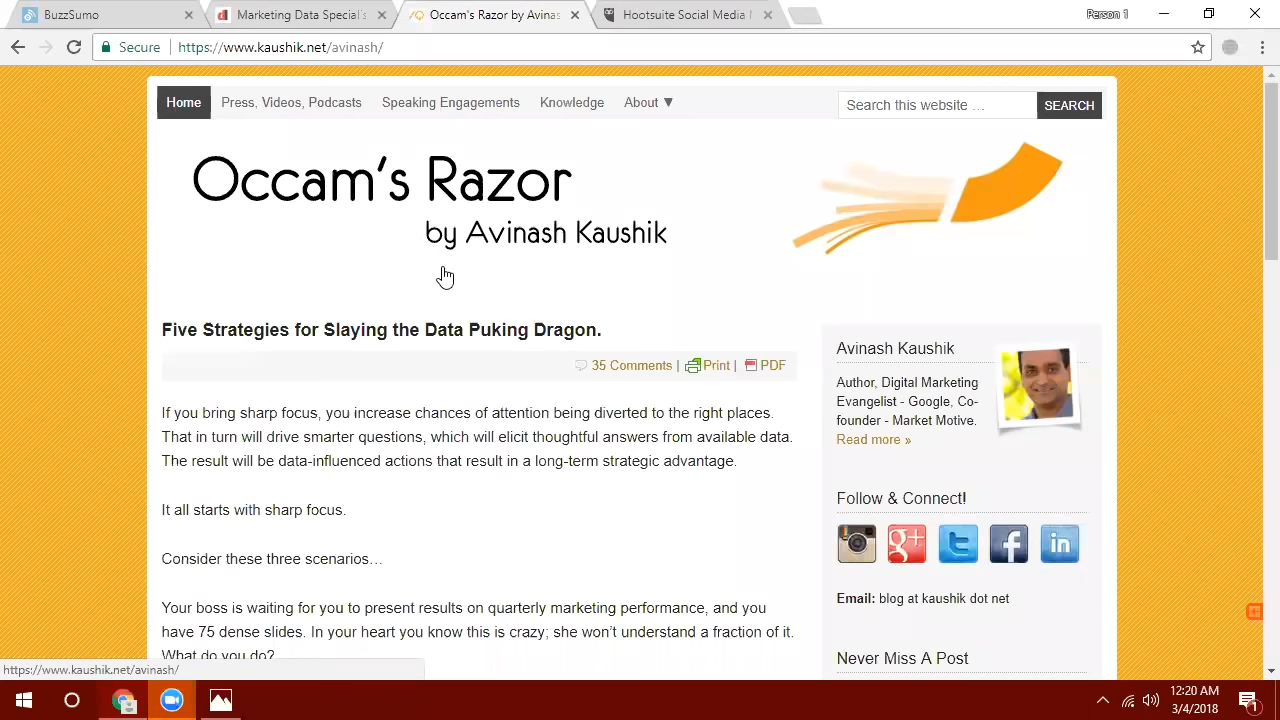 BuzzSumo
Marketing Data Special's
Occam's Razor by Avinas
Hootsuite Social Media
Person 1
Secure
https://www.kaushik.net/avinash/
Home
Press, Videos, Podcasts
Speaking Engagements
Knowledge
About ▼
Search this website …
SEARCH
Occam's Razor
by Avinash Kaushik
Five Strategies for Slaying the Data Puking Dragon.
35 Comments | Print | PDF
If you bring sharp focus, you increase chances of attention being diverted to the right places.
That in turn will drive smarter questions, which will elicit thoughtful answers from available data.
The result will be data-influenced actions that result in a long-term strategic advantage.
It all starts with sharp focus.
Consider these three scenarios…
Your boss is waiting for you to present results on quarterly marketing performance, and you
have 75 dense slides. In your heart you know this is crazy; she won't understand a fraction of it.
What do you do?
Avinash Kaushik
Author, Digital Marketing
Evangelist - Google, Co-
founder - Market Motive.
Read more »
Follow & Connect!
Email: blog at kaushik dot net
Never Miss A Post
https://www.kaushik.net/avinash/
12:20 AM
3/4/2018
1